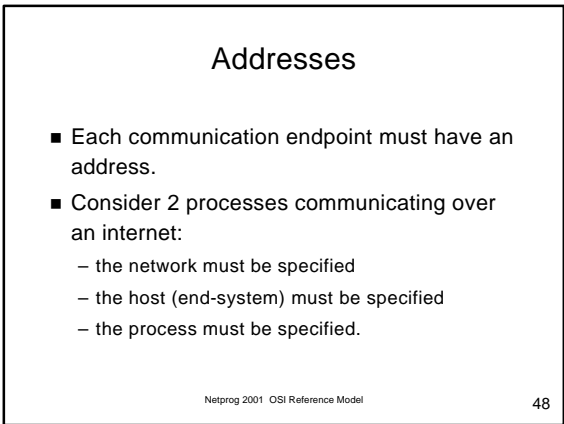 Addresses
■ Each communication endpoint must have an
address.
■ Consider 2 processes communicating over
an internet:
– the network must be specified
– the host (end-system) must be specified
– the process must be specified.
Netprog 2001 OSI Reference Model
48